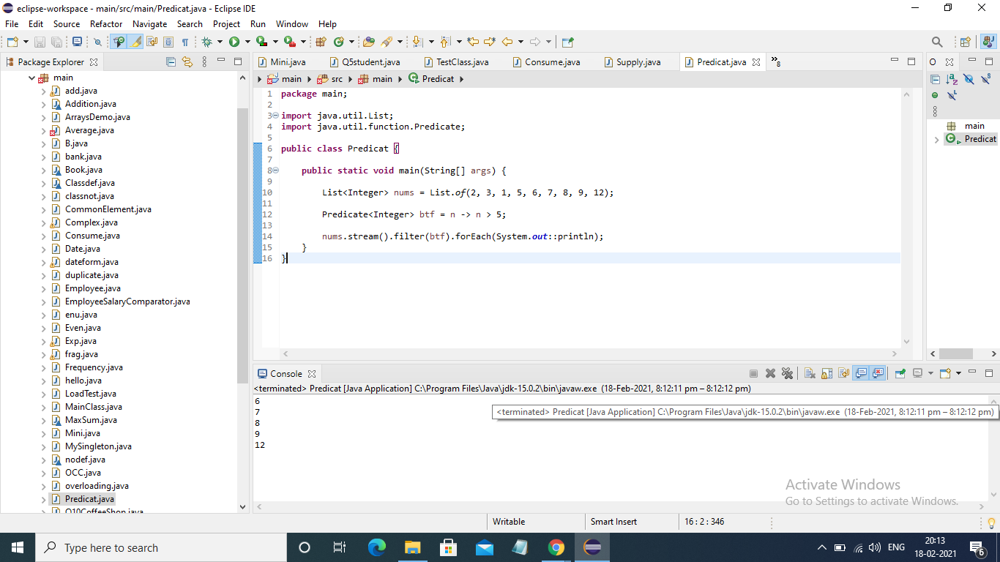 eclipse-workspace - main/src/main/Predicat.java - Eclipse IDE
File Edit Source Refactor Navigate Search Project Run Window Help
Package Explorer
main
add.java
Addition.java
ArraysDemo.java
Average.java
B.java
bank.java
Book.java
Classdef.java
classnot.java
CommonElement.java
Complex.java
Consume.java
Date.java
dateform.java
duplicate.java
Employee.java
EmployeeSalaryComparator.java
enu.java
Even.java
Exp.java
frag.java
Frequency.java
hello.java
LoadTest.java
MainClass.java
MaxSum.java
Mini.java
MySingleton.java
nodef.java
OCC.java
overloading.java
Predicat.java
Q10CoffeeShop.java
Mini.java Q5student.java TestClass.java Consume.java Supply.java Predicat.java »8
main src main Predicat
1 package main;
2
3 import java.util.List;
4 import java.util.function.Predicate;
5
6 public class Predicat {
7
8 public static void main(String[] args) {
9
10 List<Integer> nums = List.of(2, 3, 1, 5, 6, 7, 8, 9, 12);
11
12 Predicate<Integer> btf = n -> n > 5;
13
14 nums.stream().filter(btf).forEach(System.out::println);
15 }
16 }
O
main
Predicat
Console
<terminated> Predicat [Java Application] C:\Program Files\Java\jdk-15.0.2\bin\javaw.exe (18-Feb-2021, 8:12:11 pm – 8:12:12 pm)
6
7
8
9
12
<terminated> Predicat [Java Application] C:\Program Files\Java\jdk-15.0.2\bin\javaw.exe (18-Feb-2021, 8:12:11 pm – 8:12:12 pm)
Activate Windows
Go to Settings to activate Windows.
Writable Smart Insert 16 : 2 : 346
Type here to search
ENG
20:13
18-02-2021
6